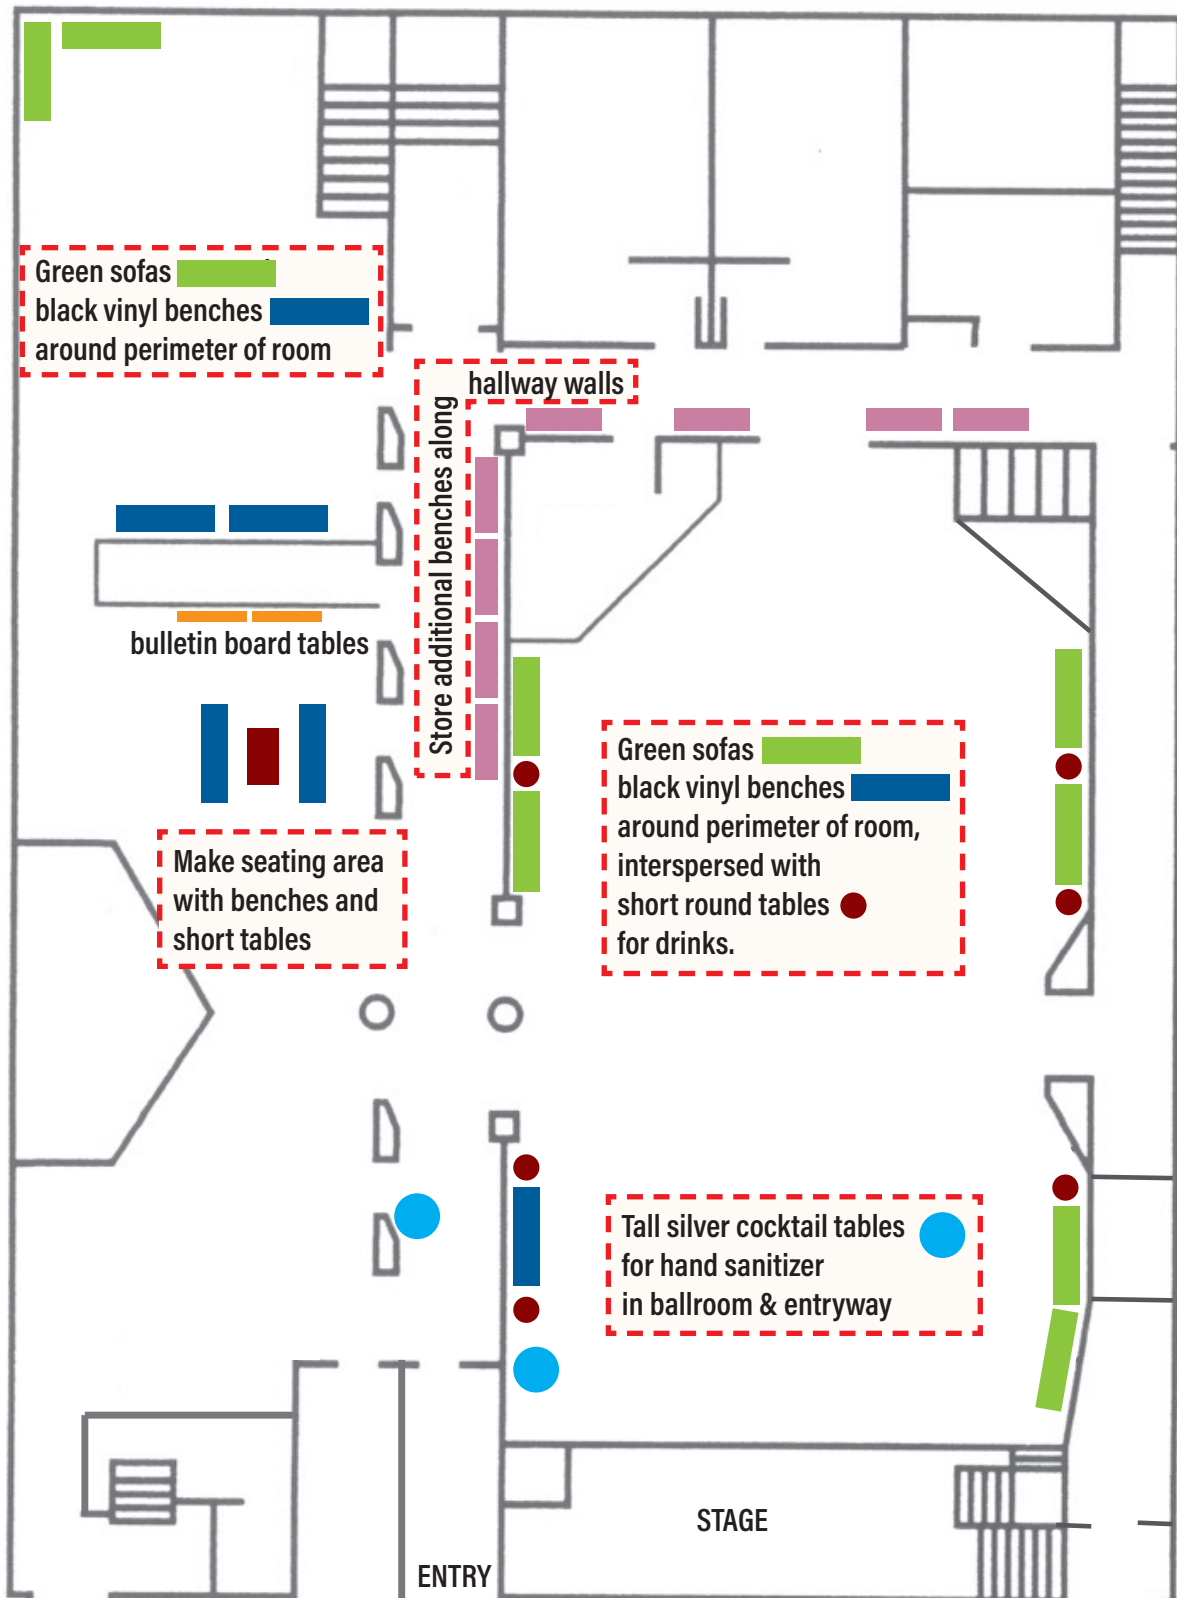 Green sofas
black vinyl benches
around perimeter of room
hallway walls
Store additional benches along
bulletin board tables
Make seating area
with benches and
short tables
Green sofas
black vinyl benches
around perimeter of room,
interspersed with
short round tables
for drinks.
Tall silver cocktail tables
for hand sanitizer
in ballroom & entryway
STAGE
ENTRY